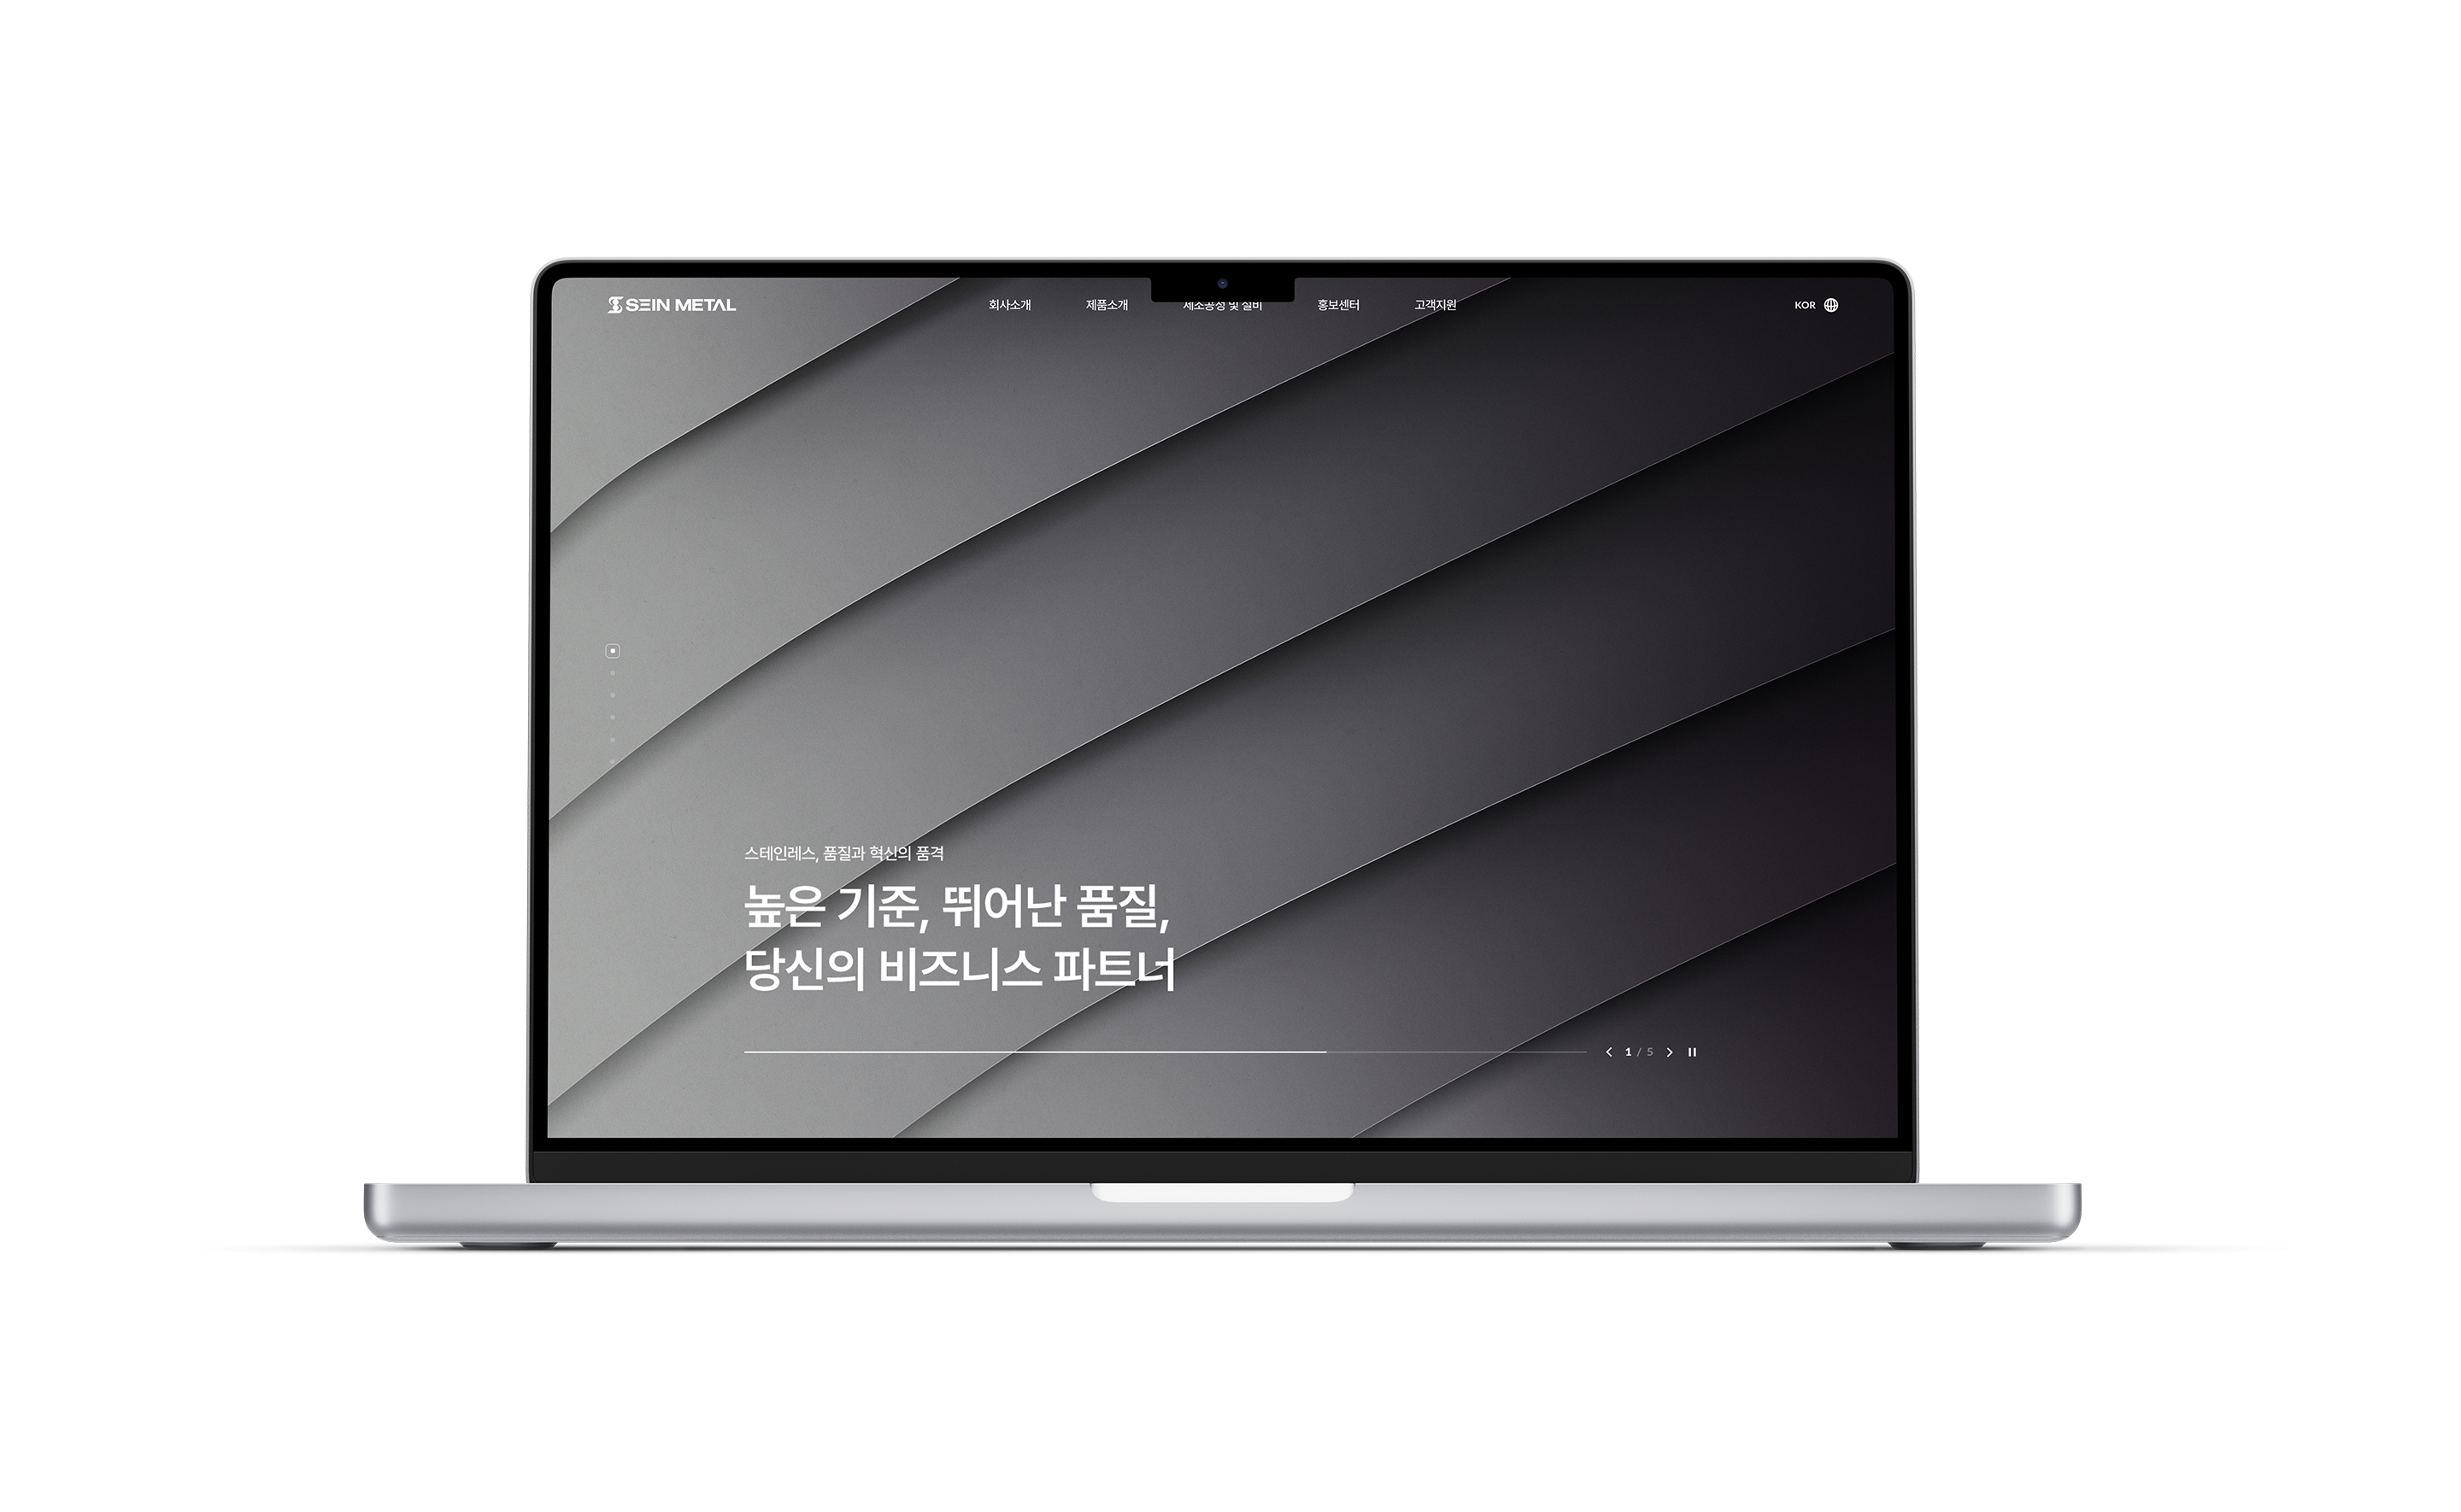 SEIN METAL
회사소개
제품소개
제조공정 및 설비
홍보센터
고객지원
KOR
스테인레스, 품질과 혁신의 품격
높은 기준, 뛰어난 품질,
당신의 비즈니스 파트너
1 / 5